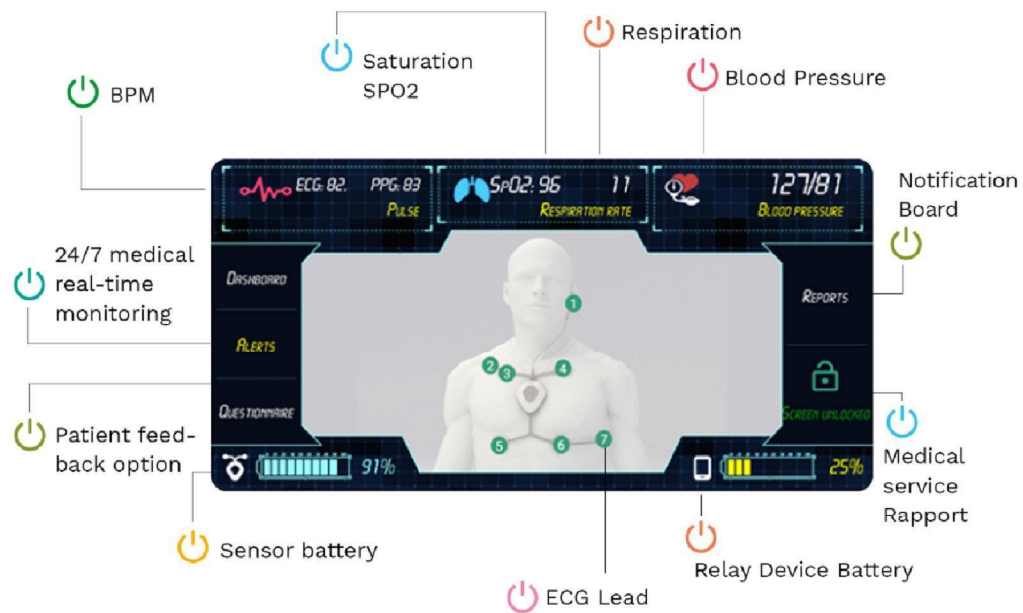 Respiration
Saturation
SPO2
Blood Pressure
BPM
ECG: 82. PPG: 83
PULSE
SPO2: 96 11
RESPIRATION RATE
127/81
BLOOD PRESSURE
Notification
Board
24/7 medical
real-time
monitoring
DASHBOARD
ALERTS
QUESTIONNAIRE
1
2
3
4
5
6
7
REPORTS
SCREEN UNLOCKED
Patient feed-
back option
91%
25%
Medical
service
Rapport
Sensor battery
Relay Device Battery
ECG Lead